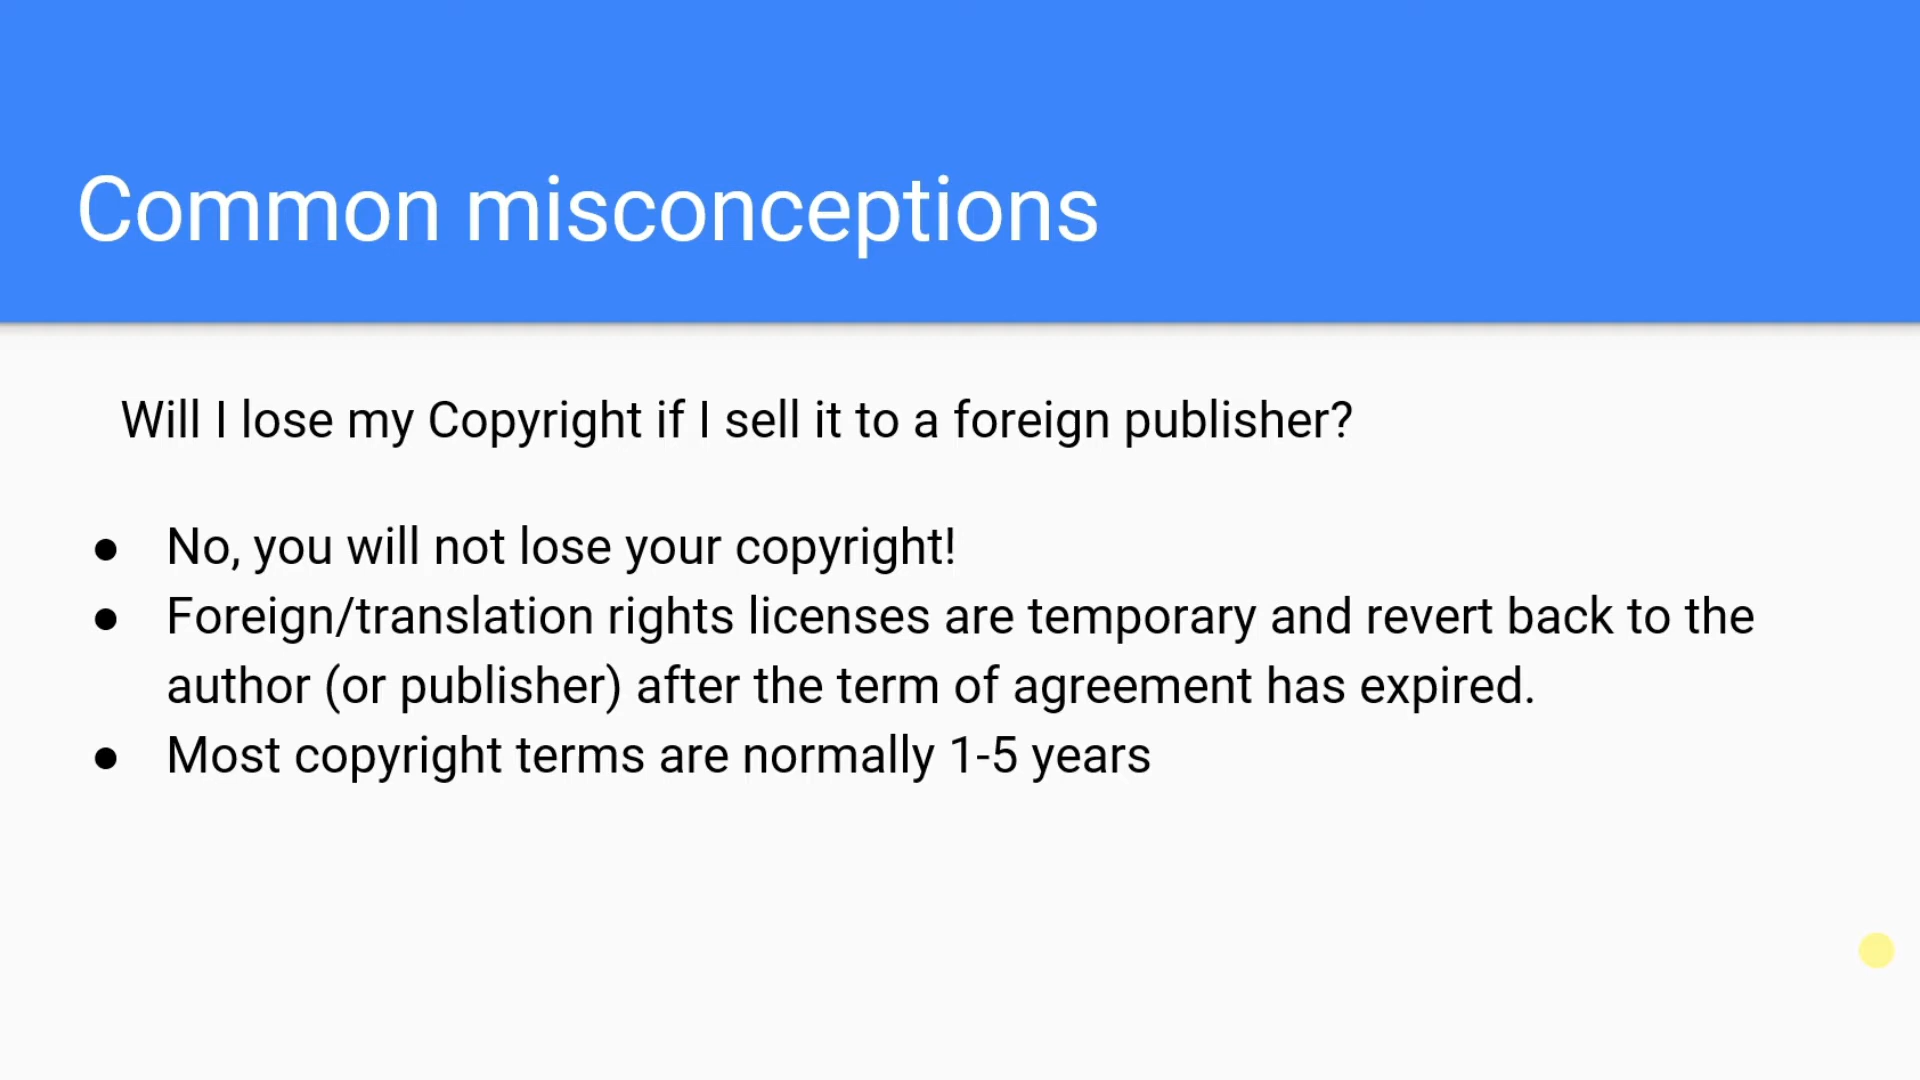 Common misconceptions
Will I lose my Copyright if I sell it to a foreign publisher?
● No, you will not lose your copyright!
● Foreign/translation rights licenses are temporary and revert back to the
author (or publisher) after the term of agreement has expired.
● Most copyright terms are normally 1-5 years